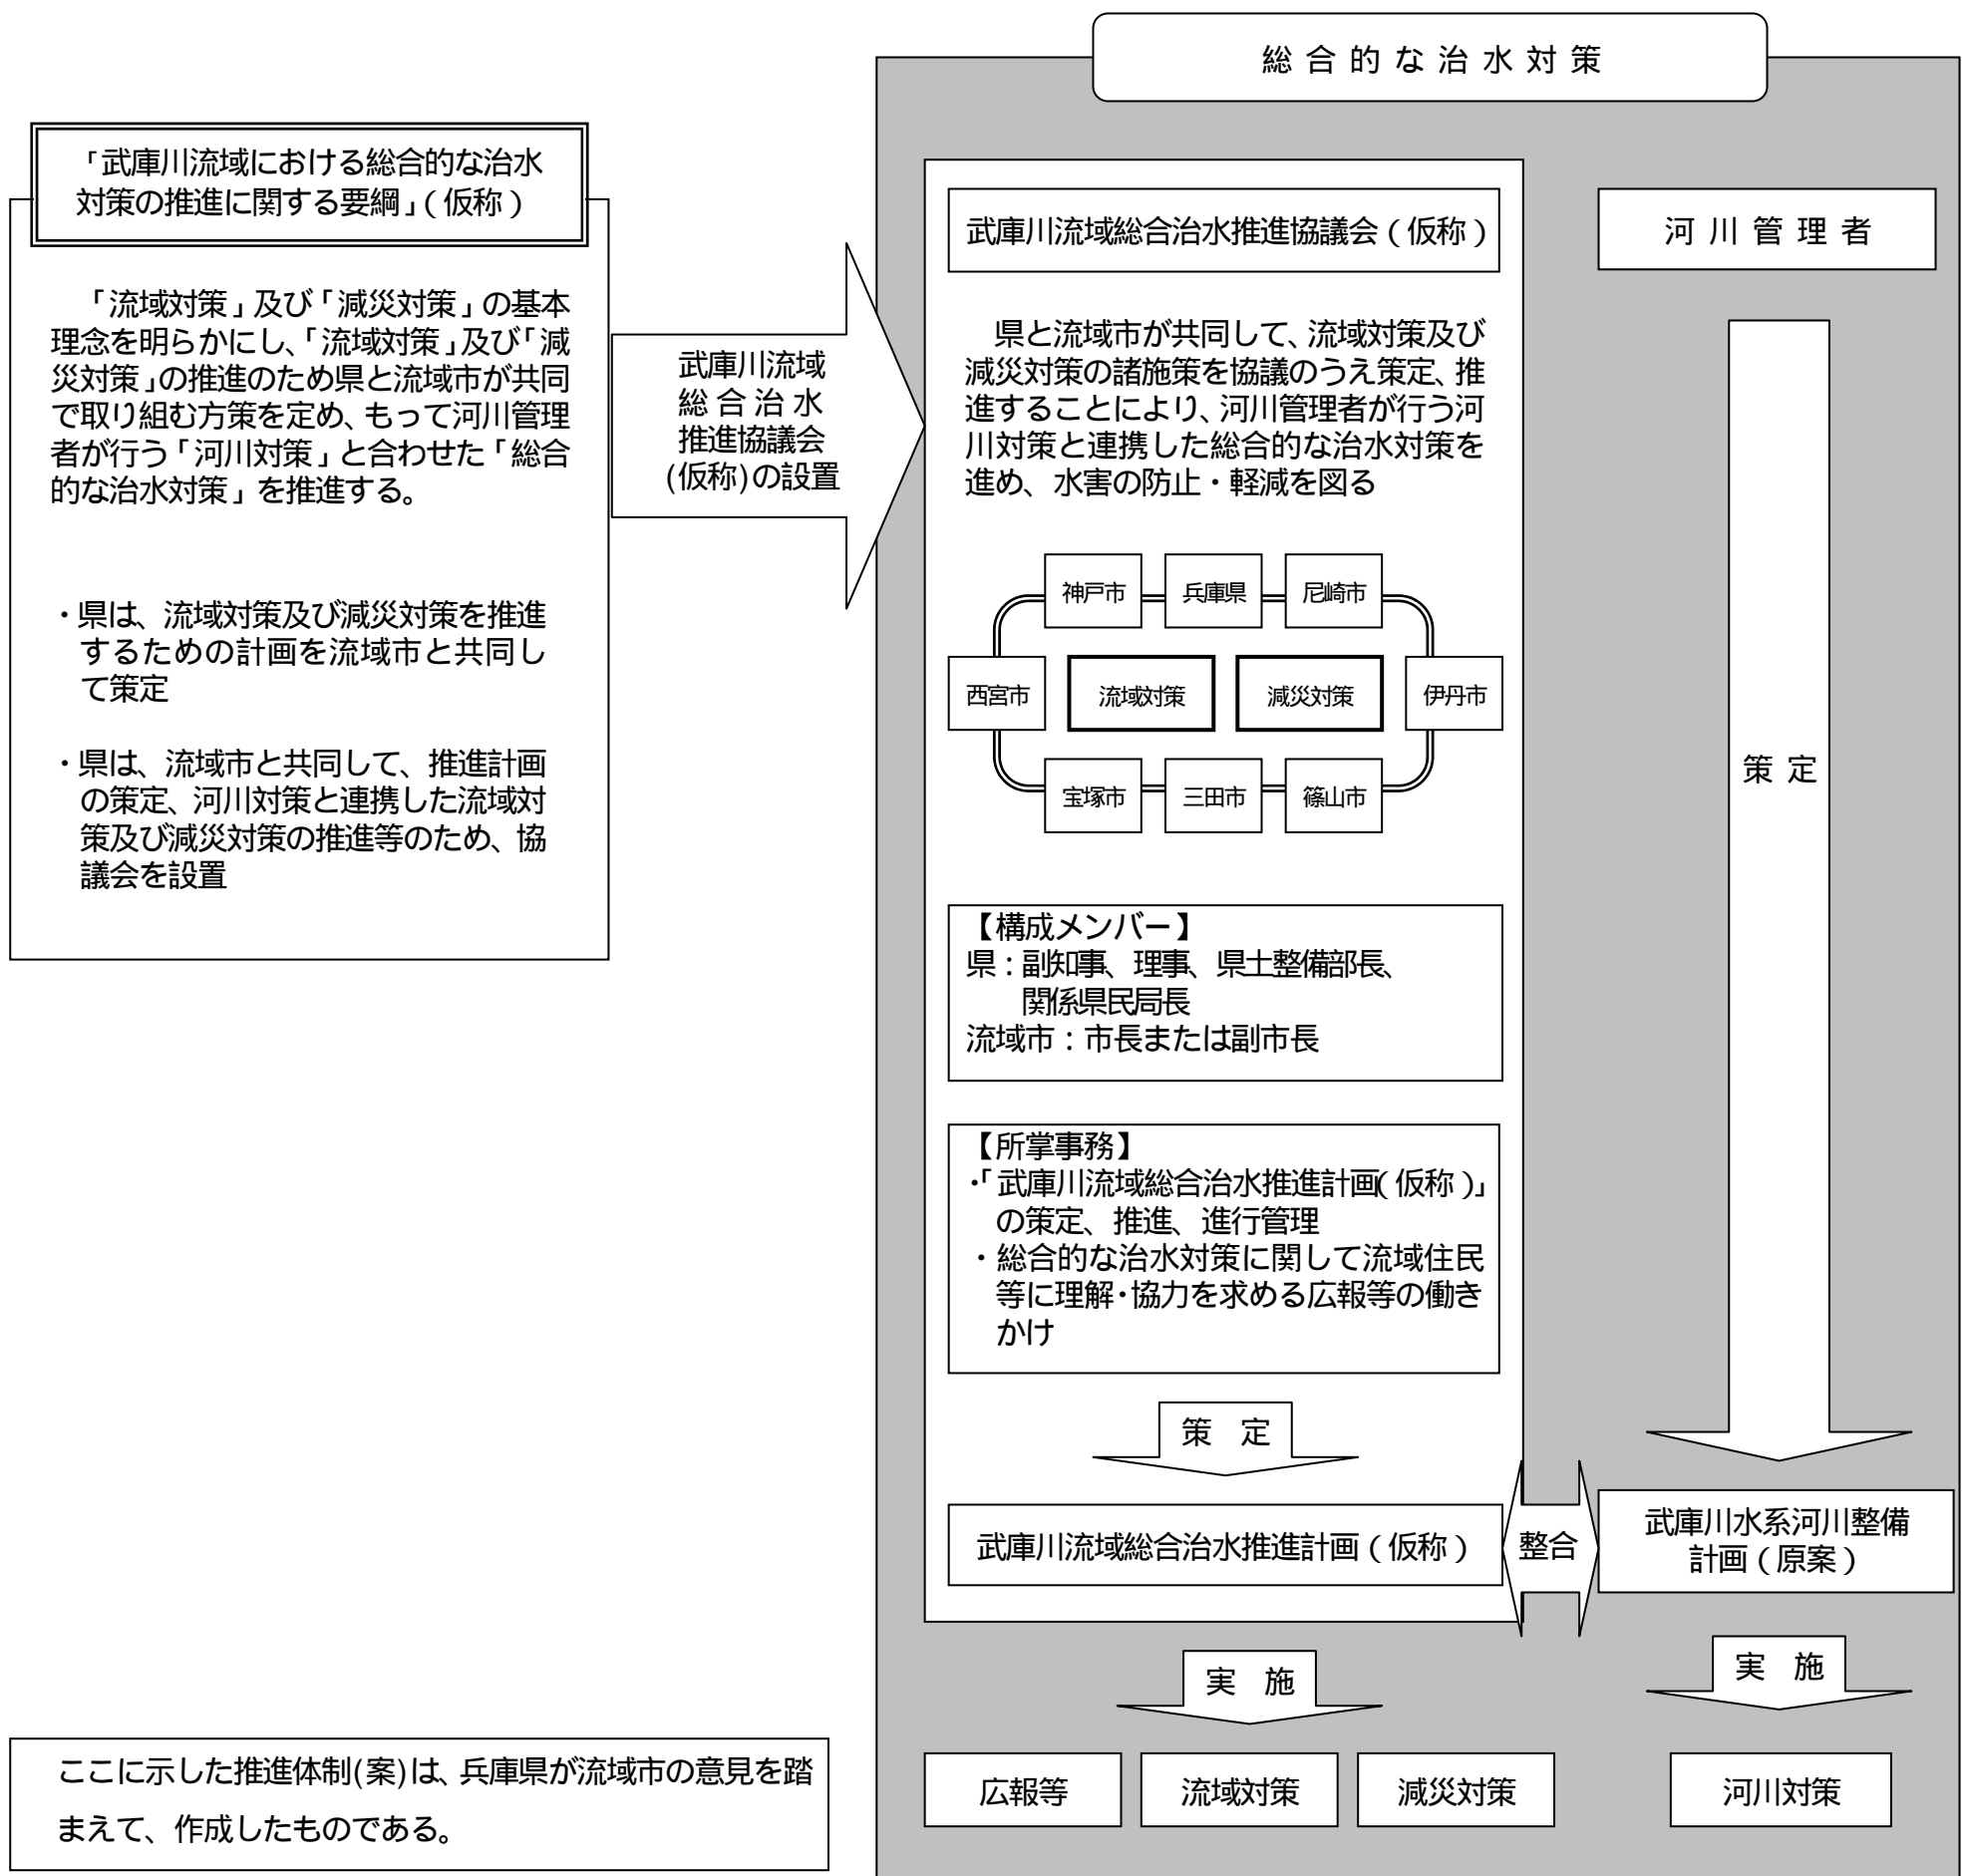 総合的な治水対策
「武庫川流域における総合的な治水
対策の推進に関する要綱」(仮称)
「流域対策」及び「減災対策」の基本
理念を明らかにし、「流域対策」及び「減
災対策」の推進のため県と流域市が共同
で取り組む方策を定め、もって河川管理
者が行う「河川対策」と合わせた「総合
的な治水対策」を推進する。
・県は、流域対策及び減災対策を推進
するための計画を流域市と共同し
て策定
・県は、流域市と共同して、推進計画
の策定、河川対策と連携した流域対
策及び減災対策の推進等のため、協
議会を設置
武庫川流域
総合治水
推進協議会
(仮称)の設置
武庫川流域総合治水推進協議会(仮称)
県と流域市が共同して、流域対策及び
減災対策の諸施策を協議のうえ策定、推
進することにより、河川管理者が行う河
川対策と連携した総合的な治水対策を
進め、水害の防止・軽減を図る
神戸市 兵庫県 尼崎市
西宮市 流域対策 減災対策 伊丹市
宝塚市 三田市 篠山市
【構成メンバー】
県:副知事、理事、県土整備部長、
関係県民局長
流域市:市長または副市長
【所掌事務】
・「武庫川流域総合治水推進計画(仮称)」
の策定、推進、進行管理
・総合的な治水対策に関して流域住民
等に理解・協力を求める広報等の働き
かけ
策 定
武庫川流域総合治水推進計画(仮称)
整合
河川管理者
策定
武庫川水系河川整備
計画(原案)
実 施
実 施
広報等 流域対策 減災対策 河川対策
ここに示した推進体制(案)は、兵庫県が流域市の意見を踏
まえて、作成したものである。